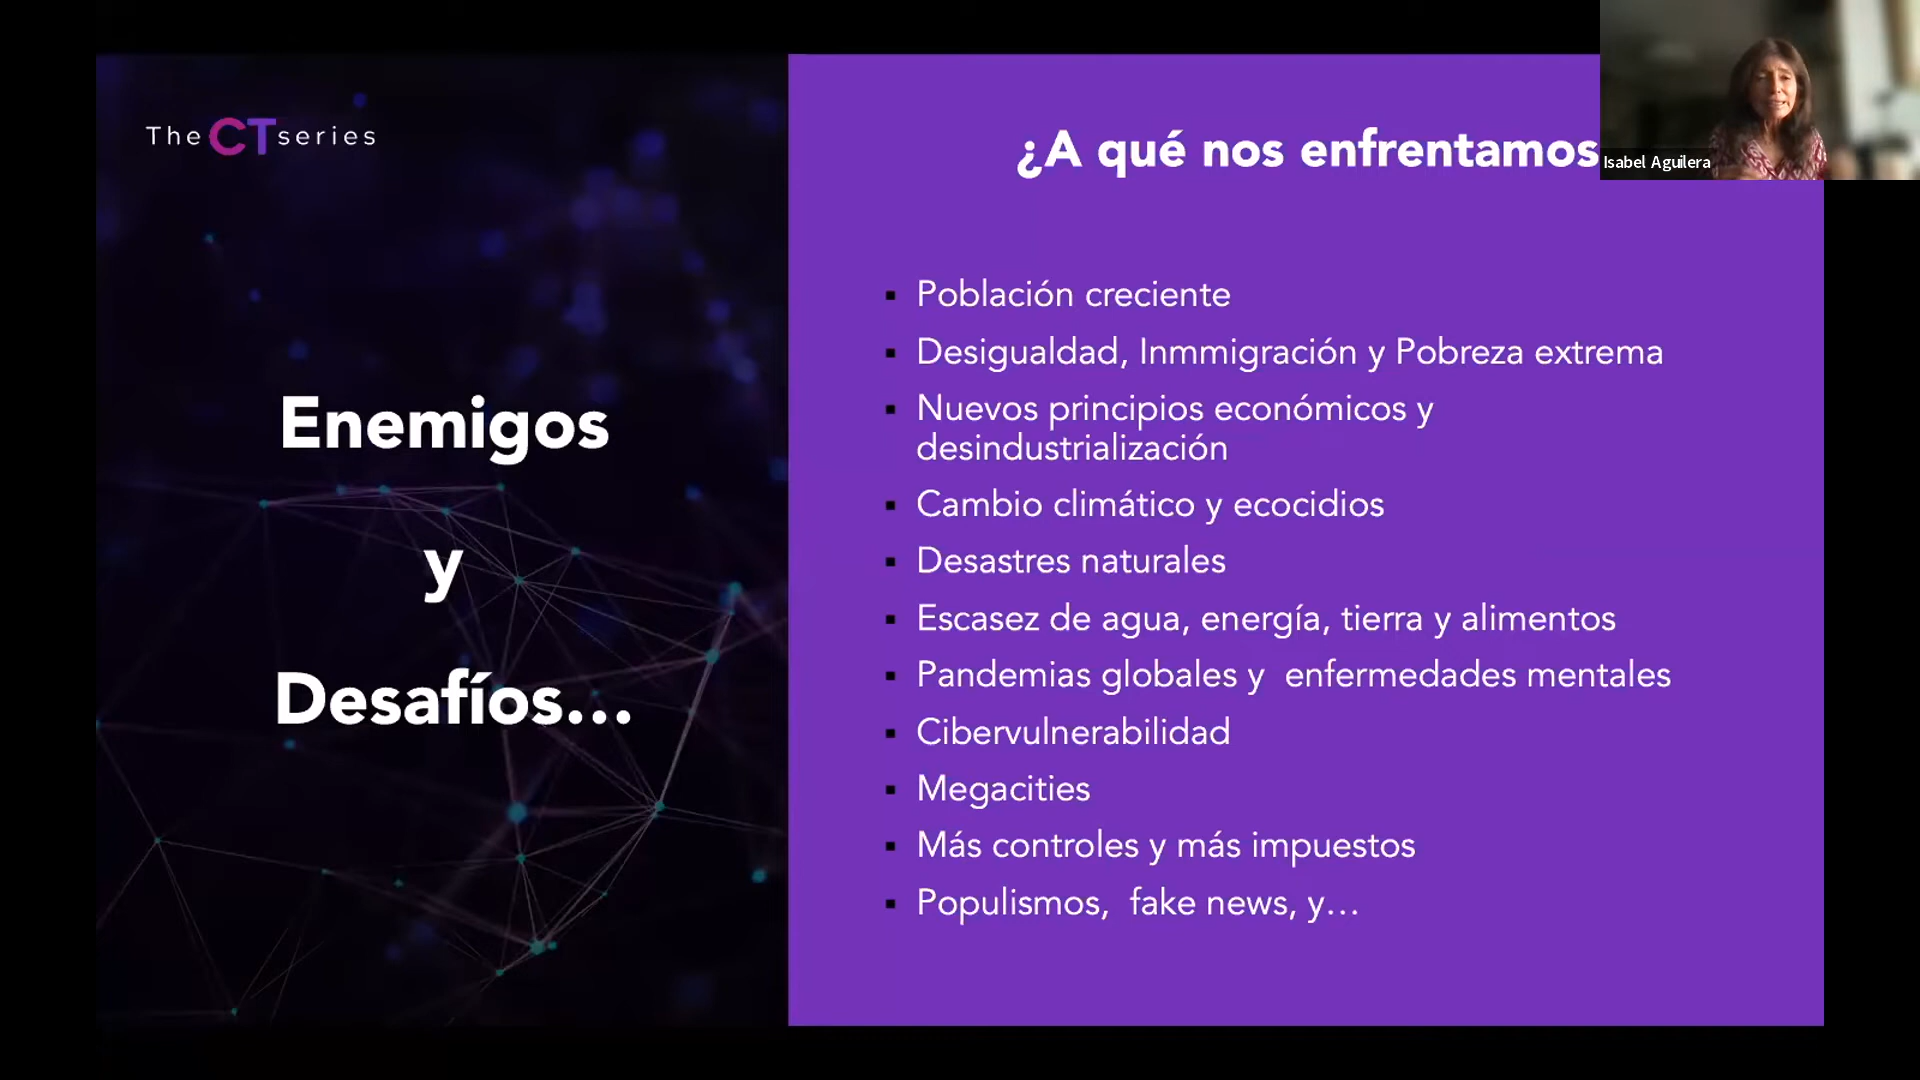 The CT series
Enemigos
y
Desafíos...
¿A qué nos enfrentamos
Isabel Aguilera
▪ Población creciente
▪ Desigualdad, Inmmigración y Pobreza extrema
▪ Nuevos principios económicos y
desindustrialización
▪ Cambio climático y ecocidios
▪ Desastres naturales
▪ Escasez de agua, energía, tierra y alimentos
▪ Pandemias globales y  enfermedades mentales
▪ Cibervulnerabilidad
▪ Megacities
▪ Más controles y más impuestos
▪ Populismos,  fake news, y...